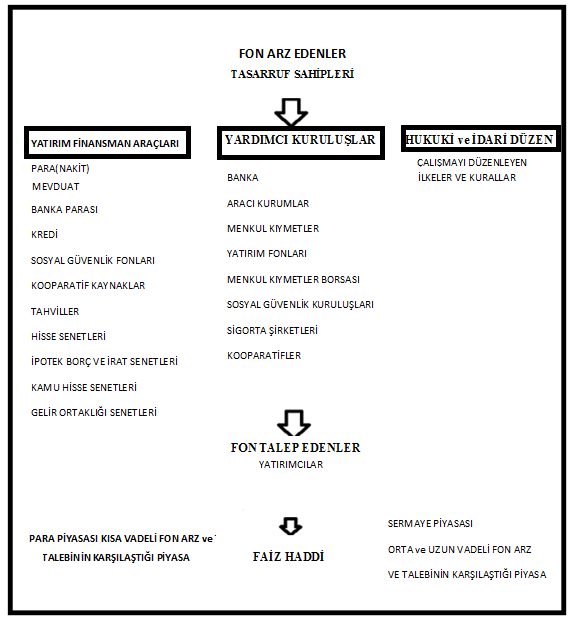 FON ARZ EDENLER
TASARRUF SAHİPLERİ
YATIRIM FİNANSMAN ARAÇLARI
PARA(NAKİT)
MEVDUAT
BANKA PARASI
KREDİ
SOSYAL GÜVENLİK FONLARI
KOOPARATİF KAYNAKLAR
TAHVİLLER
HİSSE SENETLERİ
İPOTEK BORÇ VE İRAT SENETLERİ
KAMU HİSSE SENETLERİ
GELİR ORTAKLIĞI SENETLERİ
YARDIMCI KURULUŞLAR
BANKA
ARACI KURUMLAR
MENKUL KIYMETLER
YATIRIM FONLARI
MENKUL KIYMETLER BORSASI
SOSYAL GÜVENLİK KURULUŞLARI
SİGORTA ŞİRKETLERİ
KOOPARATİFLER
HUKUKİ ve İDARİ DÜZEN
ÇALIŞMAYI DÜZENLEYEN
İLKELER VE KURALLAR
FON TALEP EDENLER
YATIRIMCILAR
PARA PİYASASI KISA VADELİ FON ARZ ve
TALEBİNİN KARŞILAŞTIĞI PİYASA
FAİZ HADDİ
SERMAYE PİYASASI
ORTA ve UZUN VADELİ FON ARZ
VE TALEBİNİN KARŞILAŞTIĞI PİYASA